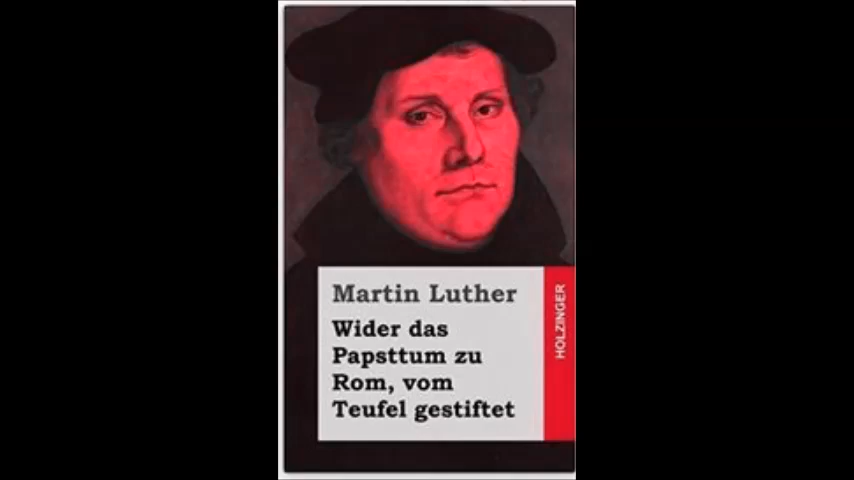 Martin Luther
Wider das
Papsttum zu
Rom, vom
Teufel gestiftet
HOLZINGER